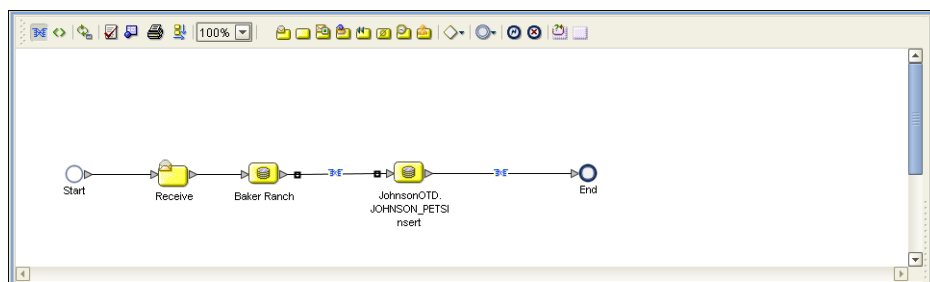 100%
Start
Receive
Baker Ranch
JohnsonOTD.
JOHNSON_PETSI
nsert
End